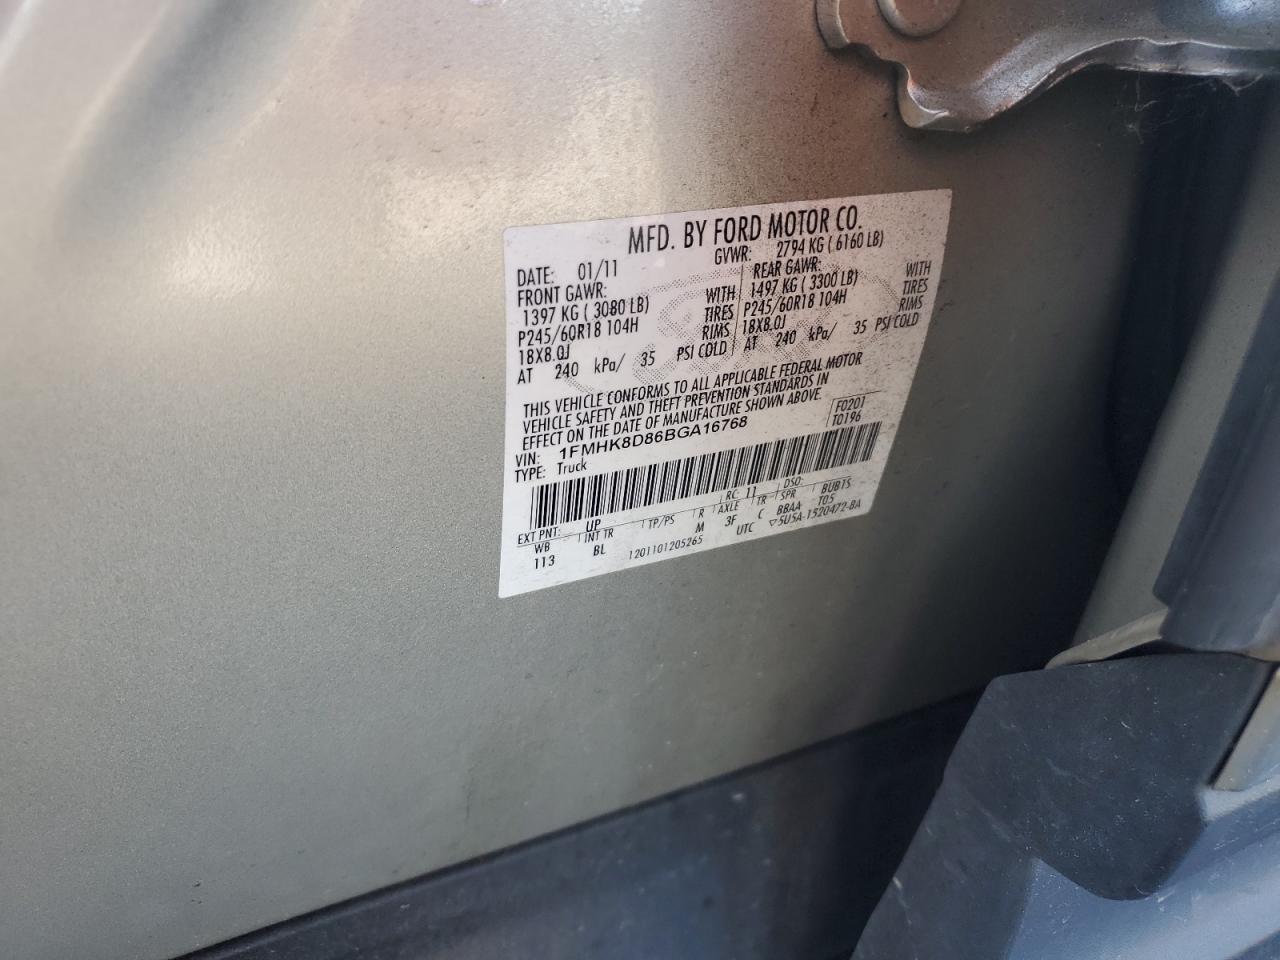 MFD. BY FORD MOTOR CO.
DATE: 01/11 GVWR: 2794 KG ( 6160 LB)
FRONT GAWR: REAR GAWR:
1397 KG ( 3080 LB) WITH 1497 KG ( 3300 LB) WITH
P245/60R18 104H TIRES P245/60R18 104H TIRES
18X8.0J RIMS 18X8.0J RIMS
AT 240 kPa/ 35 PSI COLD AT 240 kPa/ 35 PSI COLD
THIS VEHICLE CONFORMS TO ALL APPLICABLE FEDERAL MOTOR
VEHICLE SAFETY AND THEFT PREVENTION STANDARDS IN
EFFECT ON THE DATE OF MANUFACTURE SHOWN ABOVE.
VIN: 1FMHK8D86BGA16768 F0201
TYPE: Truck T0196
EXT PNT: UP RC: 11 DSO:
WB INT TR TP/PS R AXLE TR SPR BUB15
113 BL M 3F C BBAA T05
1201101205265 UTC ▽5U5A-1520472-BA